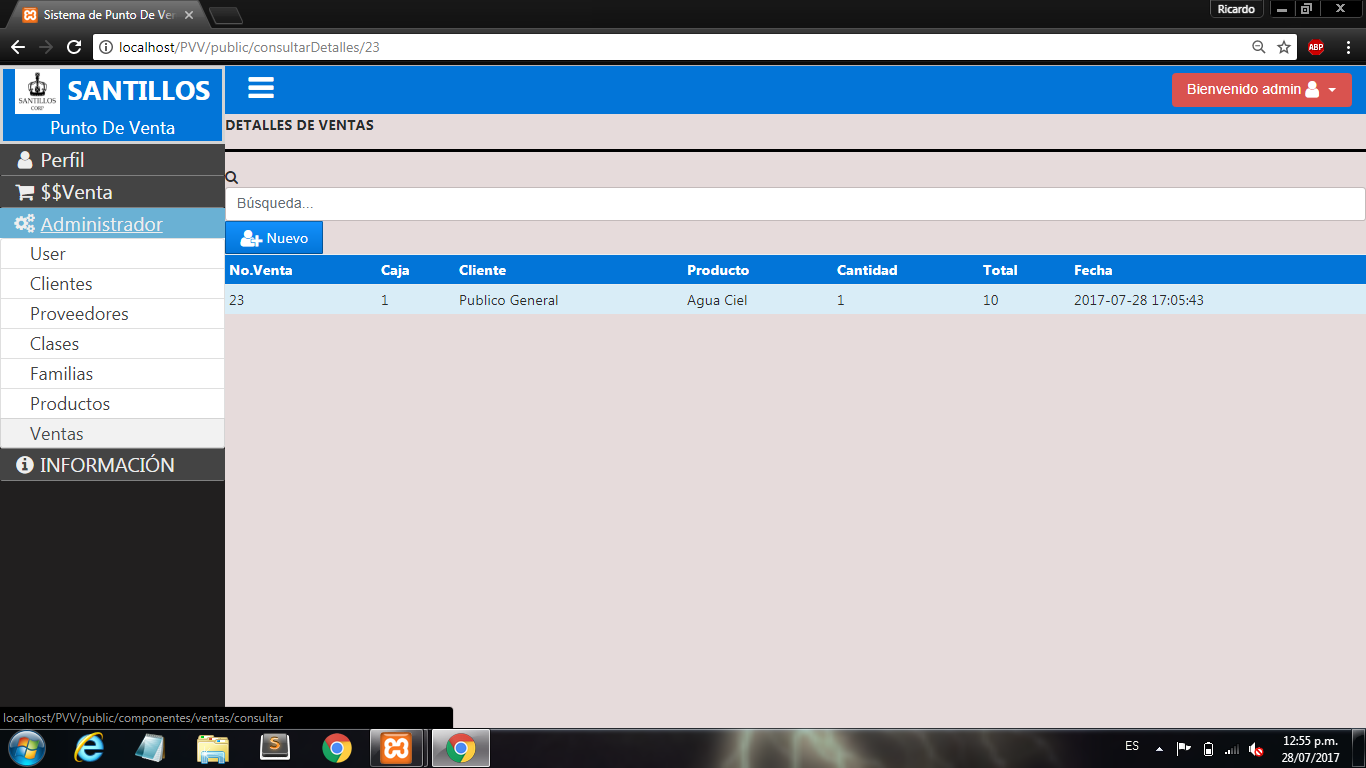 Sistema de Punto De Ver
Ricardo
localhost/PVV/public/consultarDetalles/23
ABP
SANTILLOS
CORP
SANTILLOS
Punto De Venta
Bienvenido admin
Perfil
$$Venta
Administrador
User
Clientes
Proveedores
Clases
Familias
Productos
Ventas
INFORMACIÓN
DETALLES DE VENTAS
Búsqueda...
Nuevo
No.Venta Caja Cliente Producto Cantidad Total Fecha
23 1 Publico General Agua Ciel 1 10 2017-07-28 17:05:43
localhost/PVV/public/componentes/ventas/consultar
ES
12:55 p.m.
28/07/2017